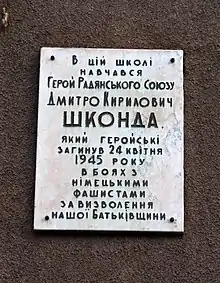 В ЦІЙ ШКОЛІ
НАВЧАВСЯ
ГЕРОЙ РАДЯНСЬКОГО СОЮЗУ
ДМИТРО КИРИЛОВИЧ
ШКОНДА
ЯКИЙ ГЕРОЙСЬКІ
ЗАГИНУВ 24 КВІТНЯ
1945 РОКУ
В БОЯХ З
НІМЕЦЬКИМИ
ФАШИСТАМИ
ЗА ВИЗВОЛЕННЯ
НАШОЇ БАТЬКІВЩИНИ